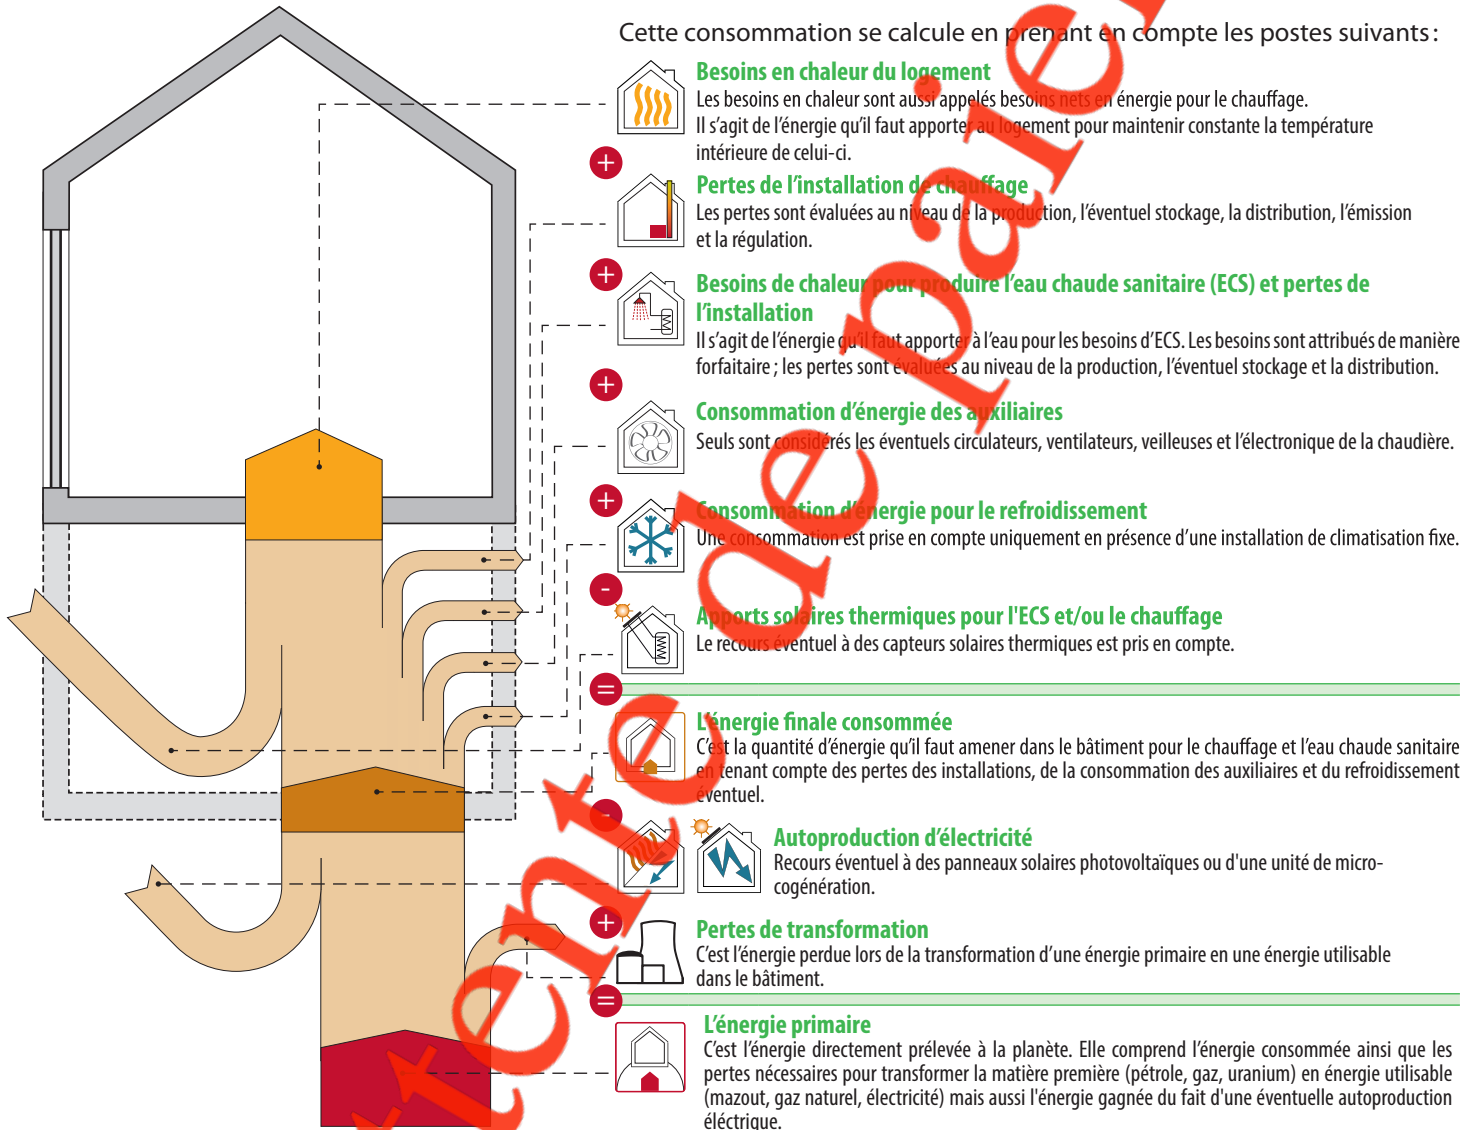 Cette consommation se calcule en prenant en compte les postes suivants :
Besoins en chaleur du logement
Les besoins en chaleur sont aussi appelés besoins nets en énergie pour le chauffage.
Il s’agit de l’énergie qu’il faut apporter au logement pour maintenir constante la température
intérieure de celui-ci.
+
Pertes de l’installation de chauffage
Les pertes sont évaluées au niveau de la production, l’éventuel stockage, la distribution, l’émission
et la régulation.
+
Besoins de chaleur pour produire l’eau chaude sanitaire (ECS) et pertes de
l’installation
Il s’agit de l’énergie qu’il faut apporter à l’eau pour les besoins d’ECS. Les besoins sont attribués de manière
forfaitaire ; les pertes sont évaluées au niveau de la production, l’éventuel stockage et la distribution.
+
Consommation d’énergie des auxiliaires
Seuls sont considérés les éventuels circulateurs, ventilateurs, veilleuses et l’électronique de la chaudière.
+
Consommation d’énergie pour le refroidissement
Une consommation est prise en compte uniquement en présence d’une installation de climatisation fixe.
-
Apports solaires thermiques pour l'ECS et/ou le chauffage
Le recours éventuel à des capteurs solaires thermiques est pris en compte.
=
L’énergie finale consommée
C’est la quantité d’énergie qu’il faut amener dans le bâtiment pour le chauffage et l’eau chaude sanitaire
en tenant compte des pertes des installations, de la consommation des auxiliaires et du refroidissement
éventuel.
-
Autoproduction d’électricité
Recours éventuel à des panneaux solaires photovoltaïques ou d'une unité de micro-
cogénération.
+
Pertes de transformation
C’est l’énergie perdue lors de la transformation d’une énergie primaire en une énergie utilisable
dans le bâtiment.
=
L’énergie primaire
C’est l’énergie directement prélevée à la planète. Elle comprend l’énergie consommée ainsi que les
pertes nécessaires pour transformer la matière première (pétrole, gaz, uranium) en énergie utilisable
(mazout, gaz naturel, électricité) mais aussi l'énergie gagnée du fait d'une éventuelle autoproduction
éléctrique.
tente de paie